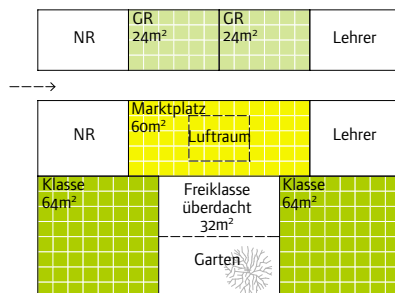 NR
GR
24m²
GR
24m²
Lehrer
NR
Marktplatz
60m²
Luftraum
Lehrer
Klasse
64m²
Freiklasse
überdacht
32m²
Klasse
64m²
Garten